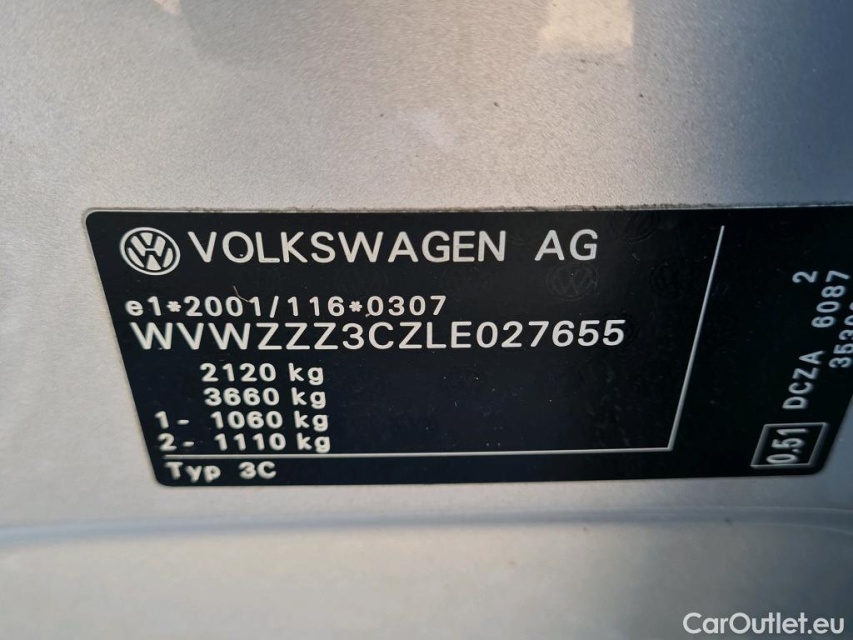 VOLKSWAGEN AG
e1*2001/116*0307
WVWZZZ3CZLE027655
2120 kg
3660 kg
1- 1060 kg
2- 1110 kg
Typ 3C
2
DCZA 6087
0.51
CarOutlet.eu